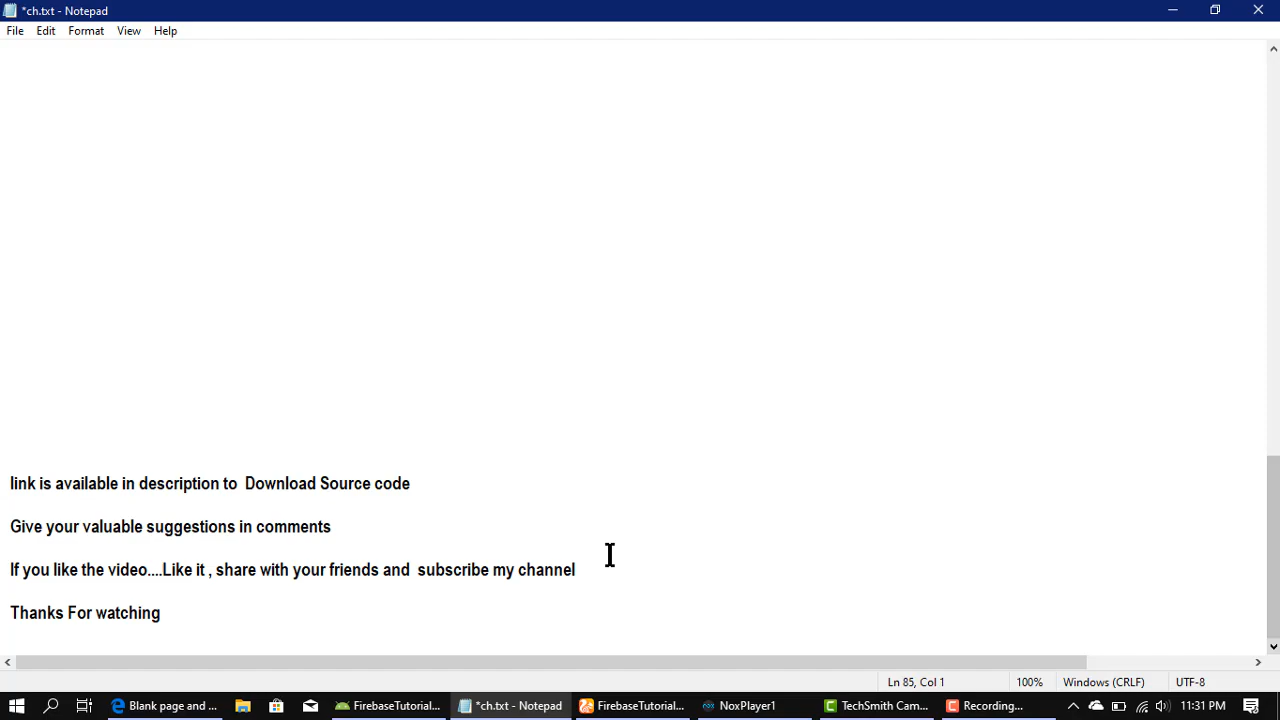 *ch.txt - Notepad
File Edit Format View Help
link is available in description to  Download Source code
Give your valuable suggestions in comments
If you like the video....Like it , share with your friends and  subscribe my channel
Thanks For watching
Ln 85, Col 1 100% Windows (CRLF) UTF-8
Blank page and ... FirebaseTutorial... *ch.txt - Notepad FirebaseTutorial... NoxPlayer1 TechSmith Cam... Recording... 11:31 PM